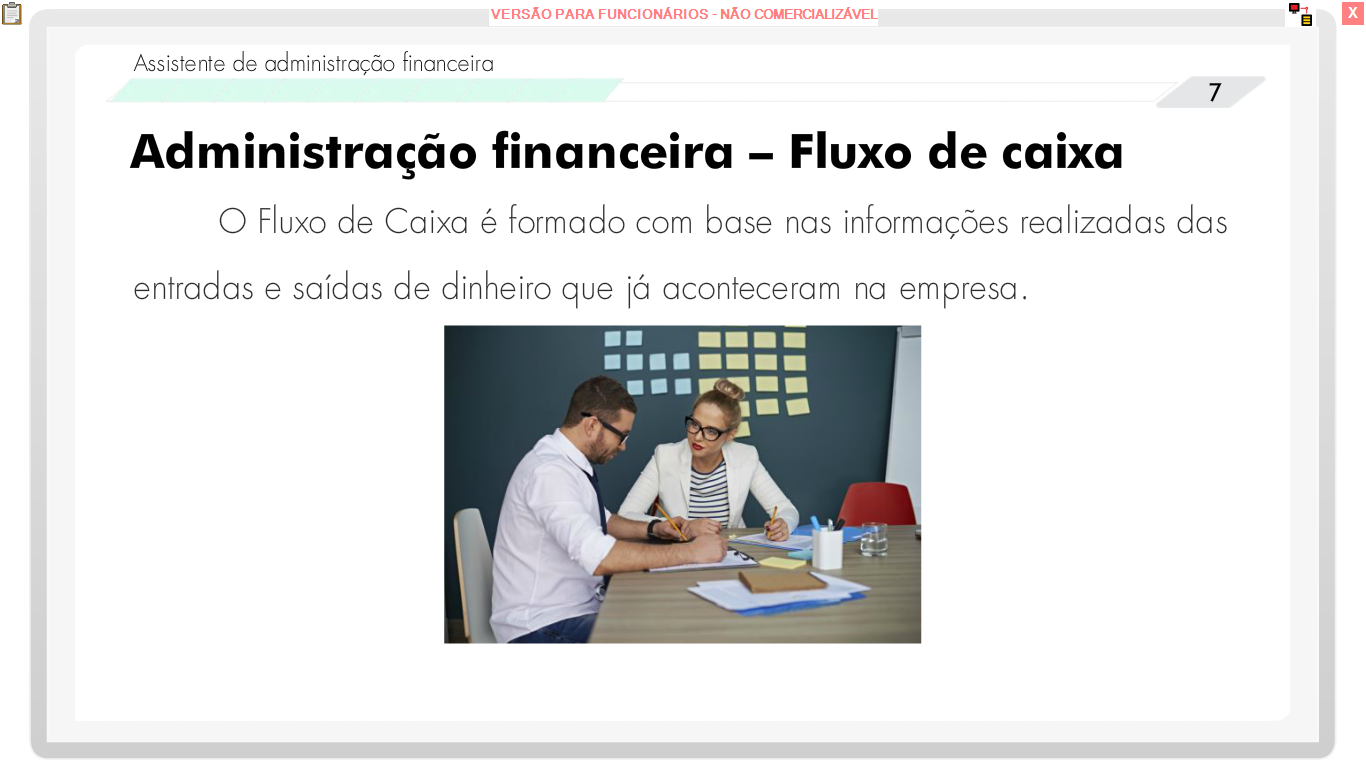 VERSÃO PARA FUNCIONÁRIOS - NÃO COMERCIALIZÁVEL
X
Assistente de administração financeira
7
Administração financeira – Fluxo de caixa
O Fluxo de Caixa é formado com base nas informações realizadas das
entradas e saídas de dinheiro que já aconteceram na empresa.